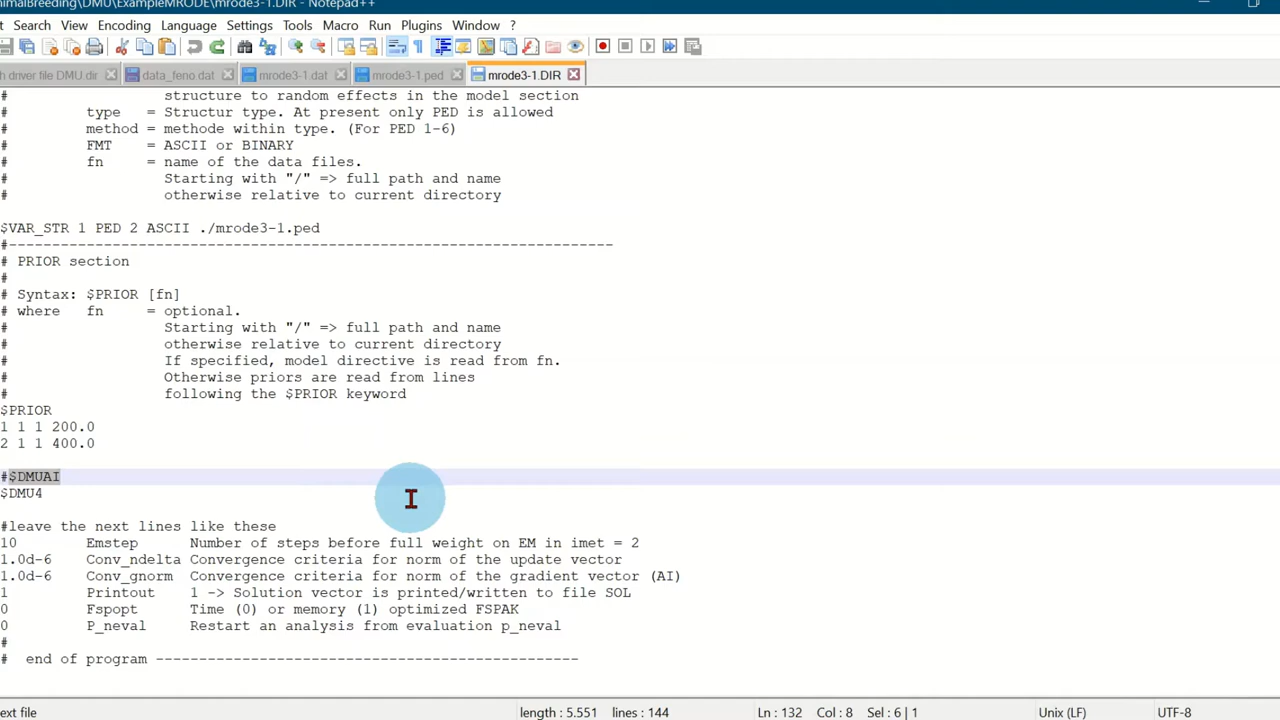 nimalBreeding\DMU\ExampleMRODE\mrode3-1.DIR - Notepad++
t Search View Encoding Language Settings Tools Macro Run Plugins Window ?
h driver file DMU.dir data_feno.dat mrode3-1.dat mrode3-1.ped mrode3-1.DIR
# structure to random effects in the model section
# type = Structur type. At present only PED is allowed
# method = methode within type. (For PED 1-6)
# FMT = ASCII or BINARY
# fn = name of the data files.
# Starting with "/" => full path and name
# otherwise relative to current directory
$VAR_STR 1 PED 2 ASCII ./mrode3-1.ped
#----------------------------------------------------------------------
# PRIOR section
#
# Syntax: $PRIOR [fn]
# where fn = optional.
# Starting with "/" => full path and name
# otherwise relative to current directory
# If specified, model directive is read from fn.
# Otherwise priors are read from lines
# following the $PRIOR keyword
$PRIOR
1 1 1 200.0
2 1 1 400.0
#$DMUAI
$DMU4
#leave the next lines like these
10 Emstep Number of steps before full weight on EM in imet = 2
1.0d-6 Conv_ndelta Convergence criteria for norm of the update vector
1.0d-6 Conv_gnorm Convergence criteria for norm of the gradient vector (AI)
1 Printout 1 -> Solution vector is printed/written to file SOL
0 Fspopt Time (0) or memory (1) optimized FSPAK
0 P_neval Restart an analysis from evaluation p_neval
#
# end of program -------------------------------------------------
ext file length : 5.551 lines : 144 Ln : 132 Col : 8 Sel : 6 | 1 Unix (LF) UTF-8